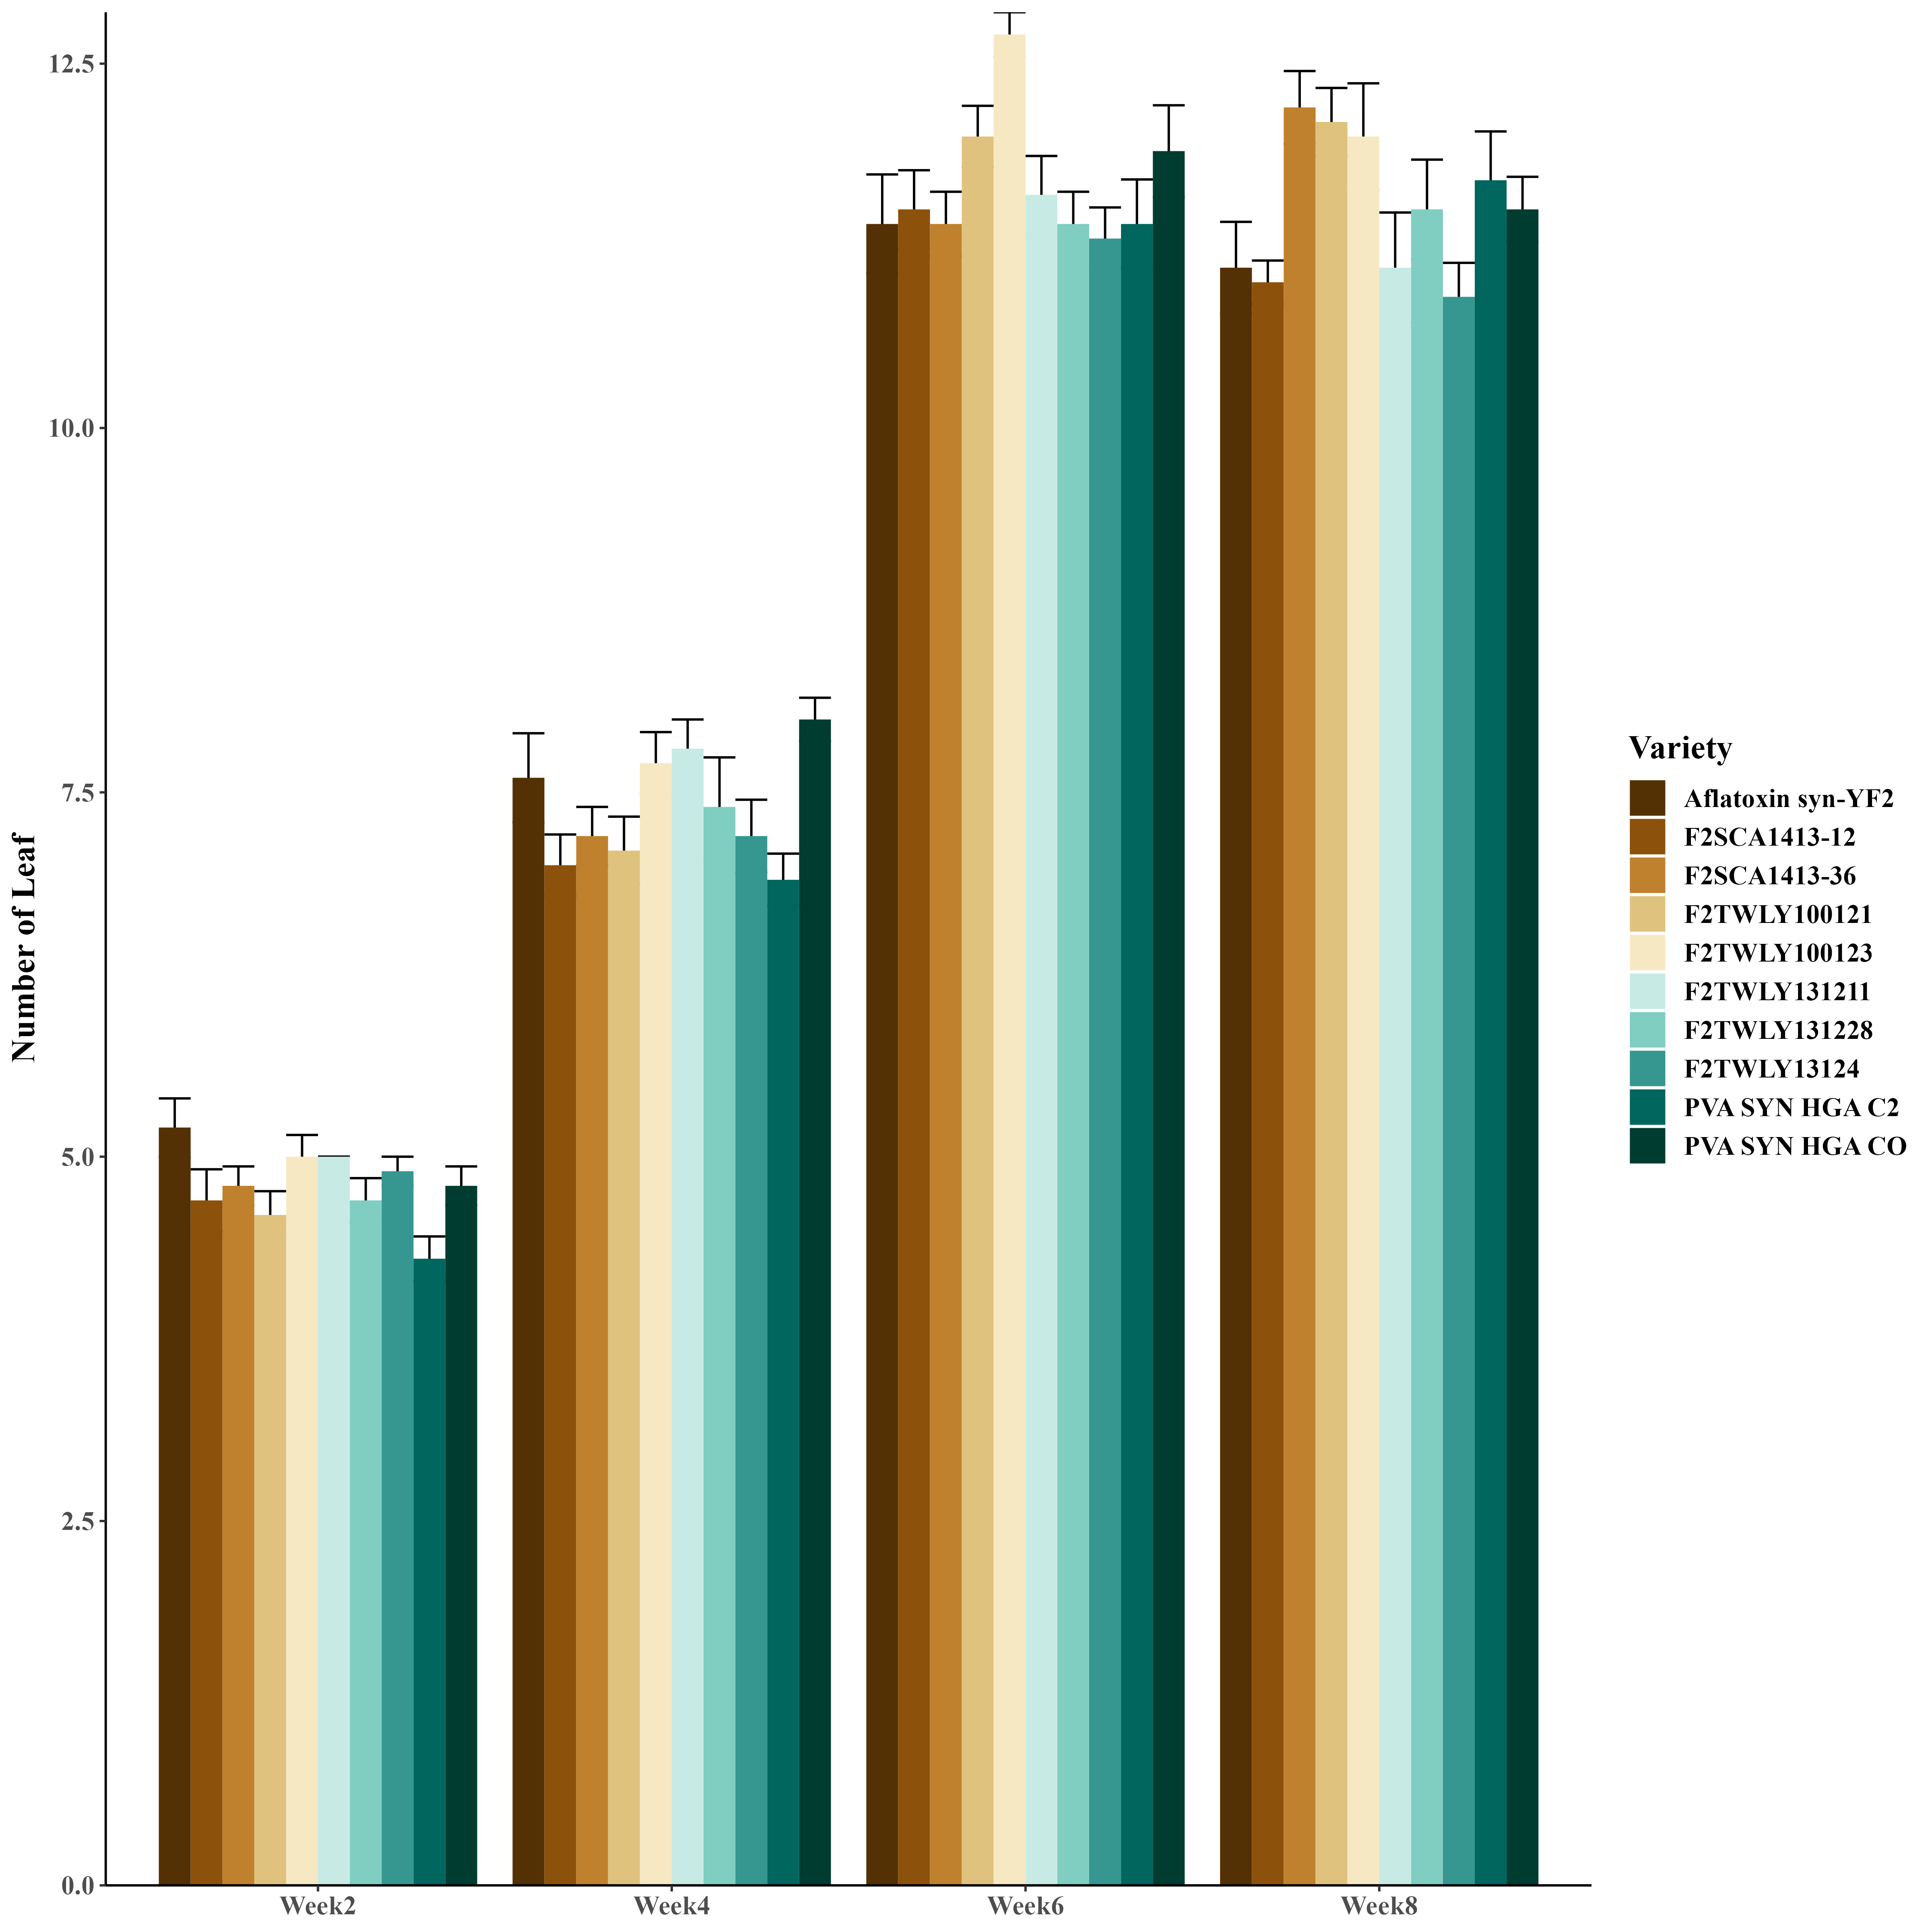 Number of Leaf
12.5
10.0
7.5
5.0
2.5
0.0
Week2
Week4
Week6
Week8
Variety
Aflatoxin syn-YF2
F2SCA1413-12
F2SCA1413-36
F2TWLY100121
F2TWLY100123
F2TWLY131211
F2TWLY131228
F2TWLY13124
PVA SYN HGA C2
PVA SYN HGA CO